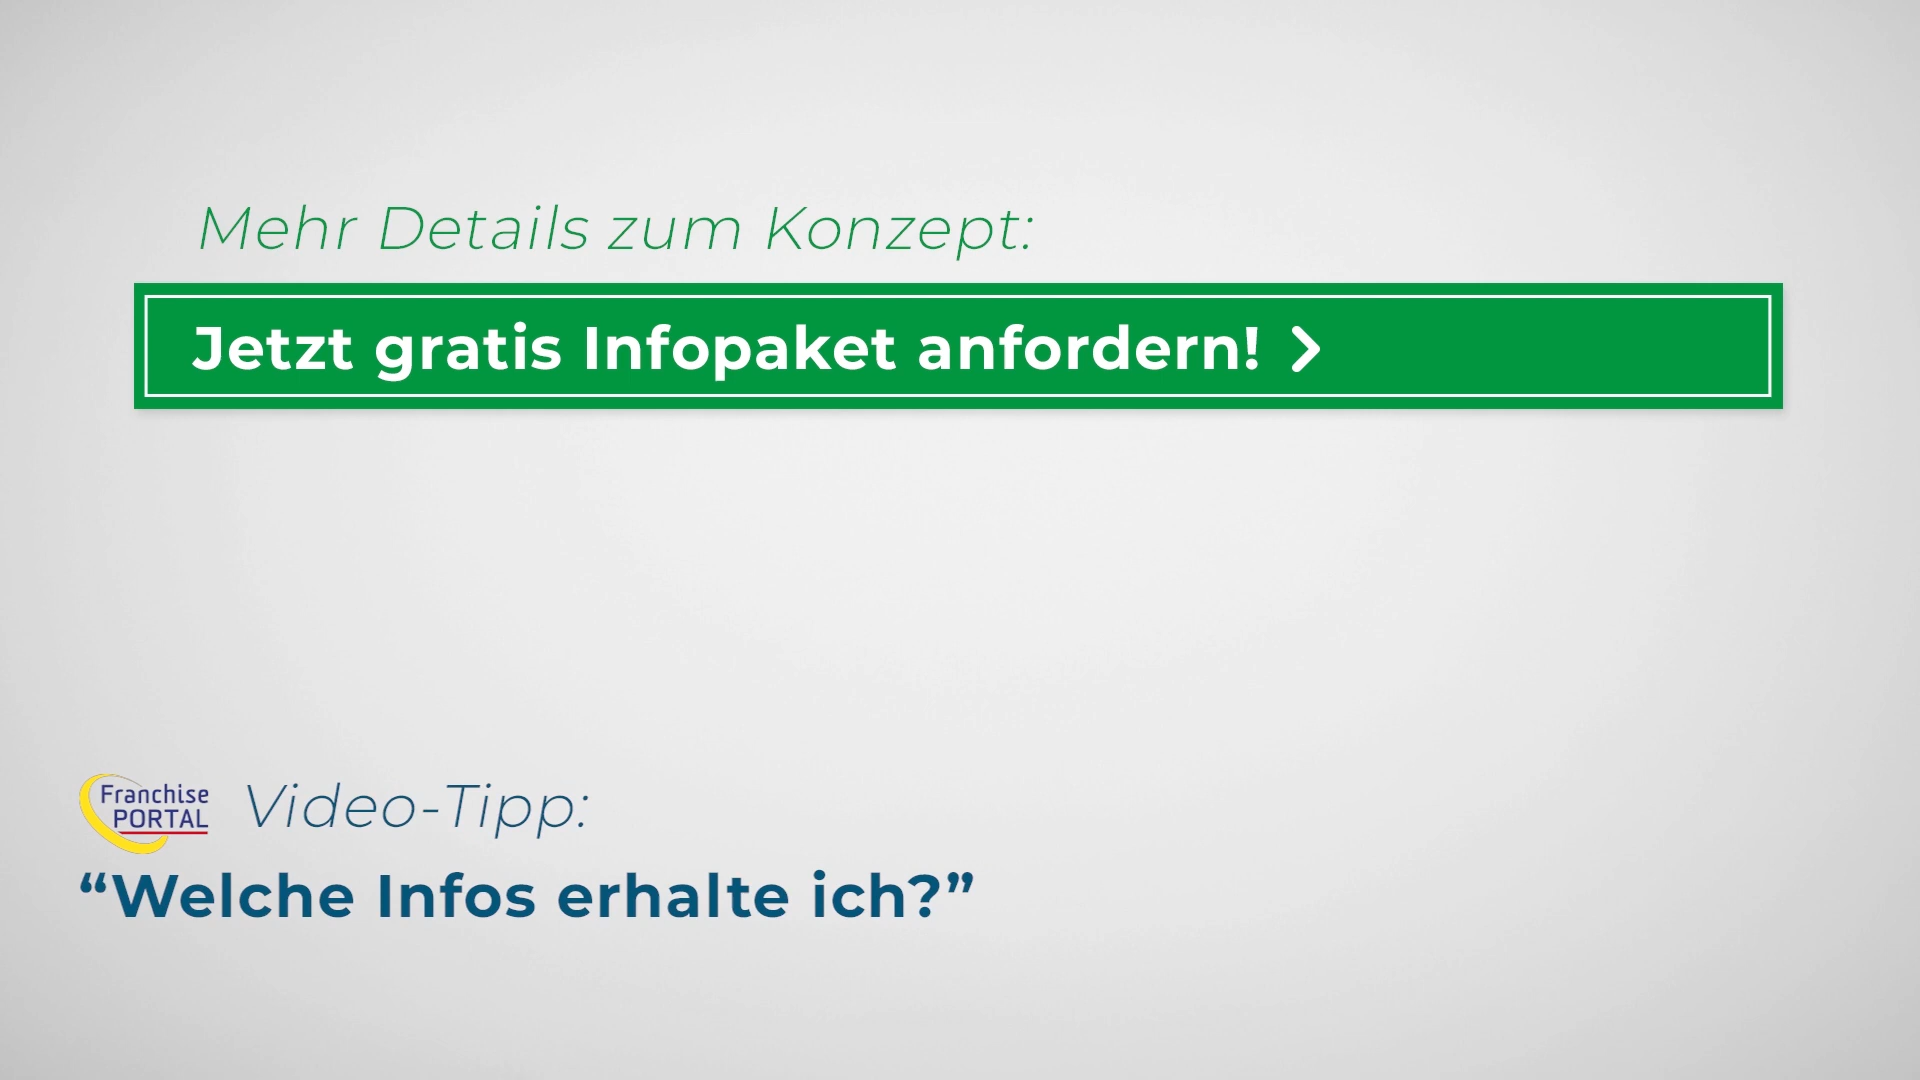 Mehr Details zum Konzept:
Jetzt gratis Infopaket anfordern! >
Franchise
PORTAL
Video-Tipp:
“Welche Infos erhalte ich?”